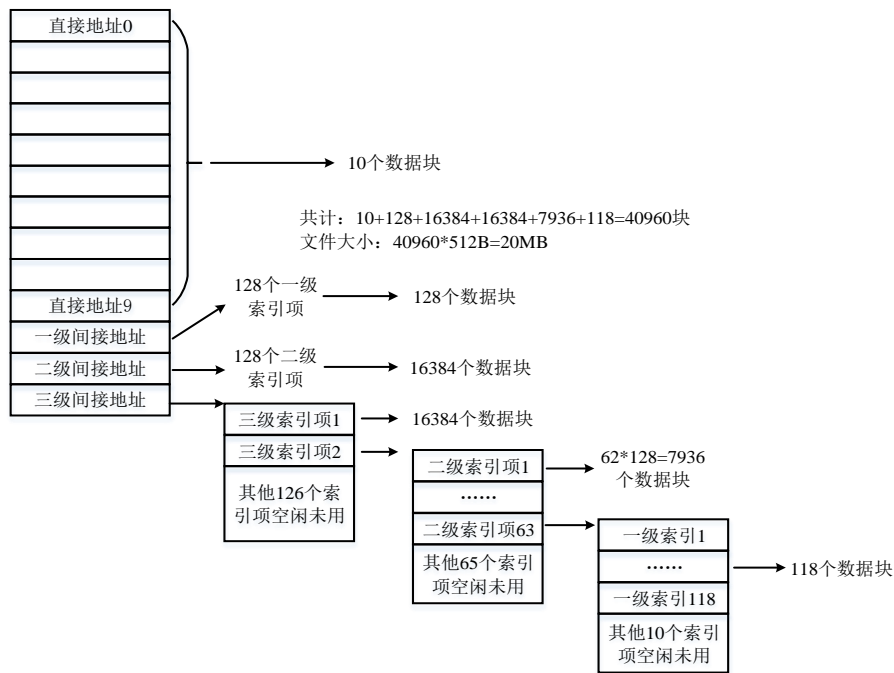 直接地址0
10个数据块
共计：10+128+16384+16384+7936+118=40960块
文件大小：40960*512B=20MB
直接地址9
128个一级
索引项
128个数据块
一级间接地址
二级间接地址
128个二级
索引项
16384个数据块
三级间接地址
三级索引项1
16384个数据块
三级索引项2
其他126个索
引项空闲未用
二级索引项1
62*128=7936
个数据块
……
二级索引项63
其他65个索引
项空闲未用
一级索引1
……
118个数据块
一级索引118
其他10个索引
项空闲未用